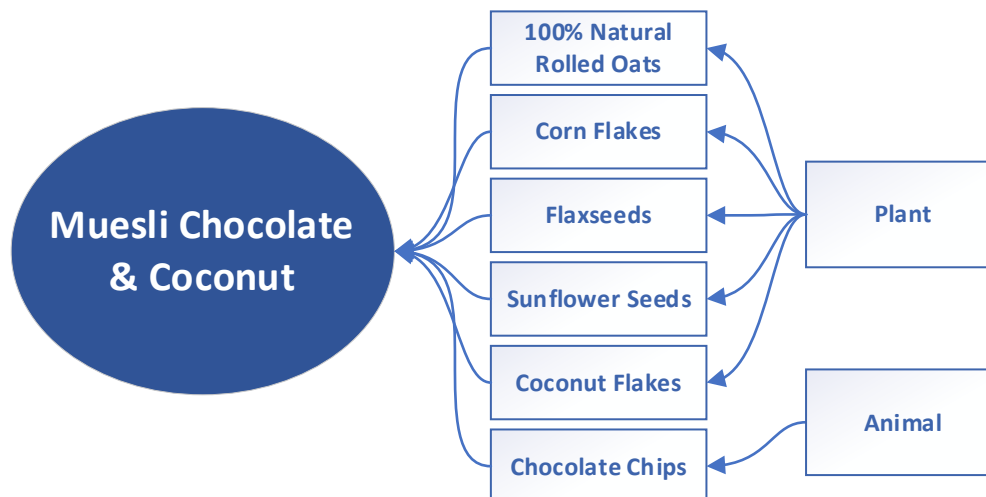 Muesli Chocolate
& Coconut
100% Natural
Rolled Oats
Corn Flakes
Flaxseeds
Sunflower Seeds
Coconut Flakes
Chocolate Chips
Plant
Animal